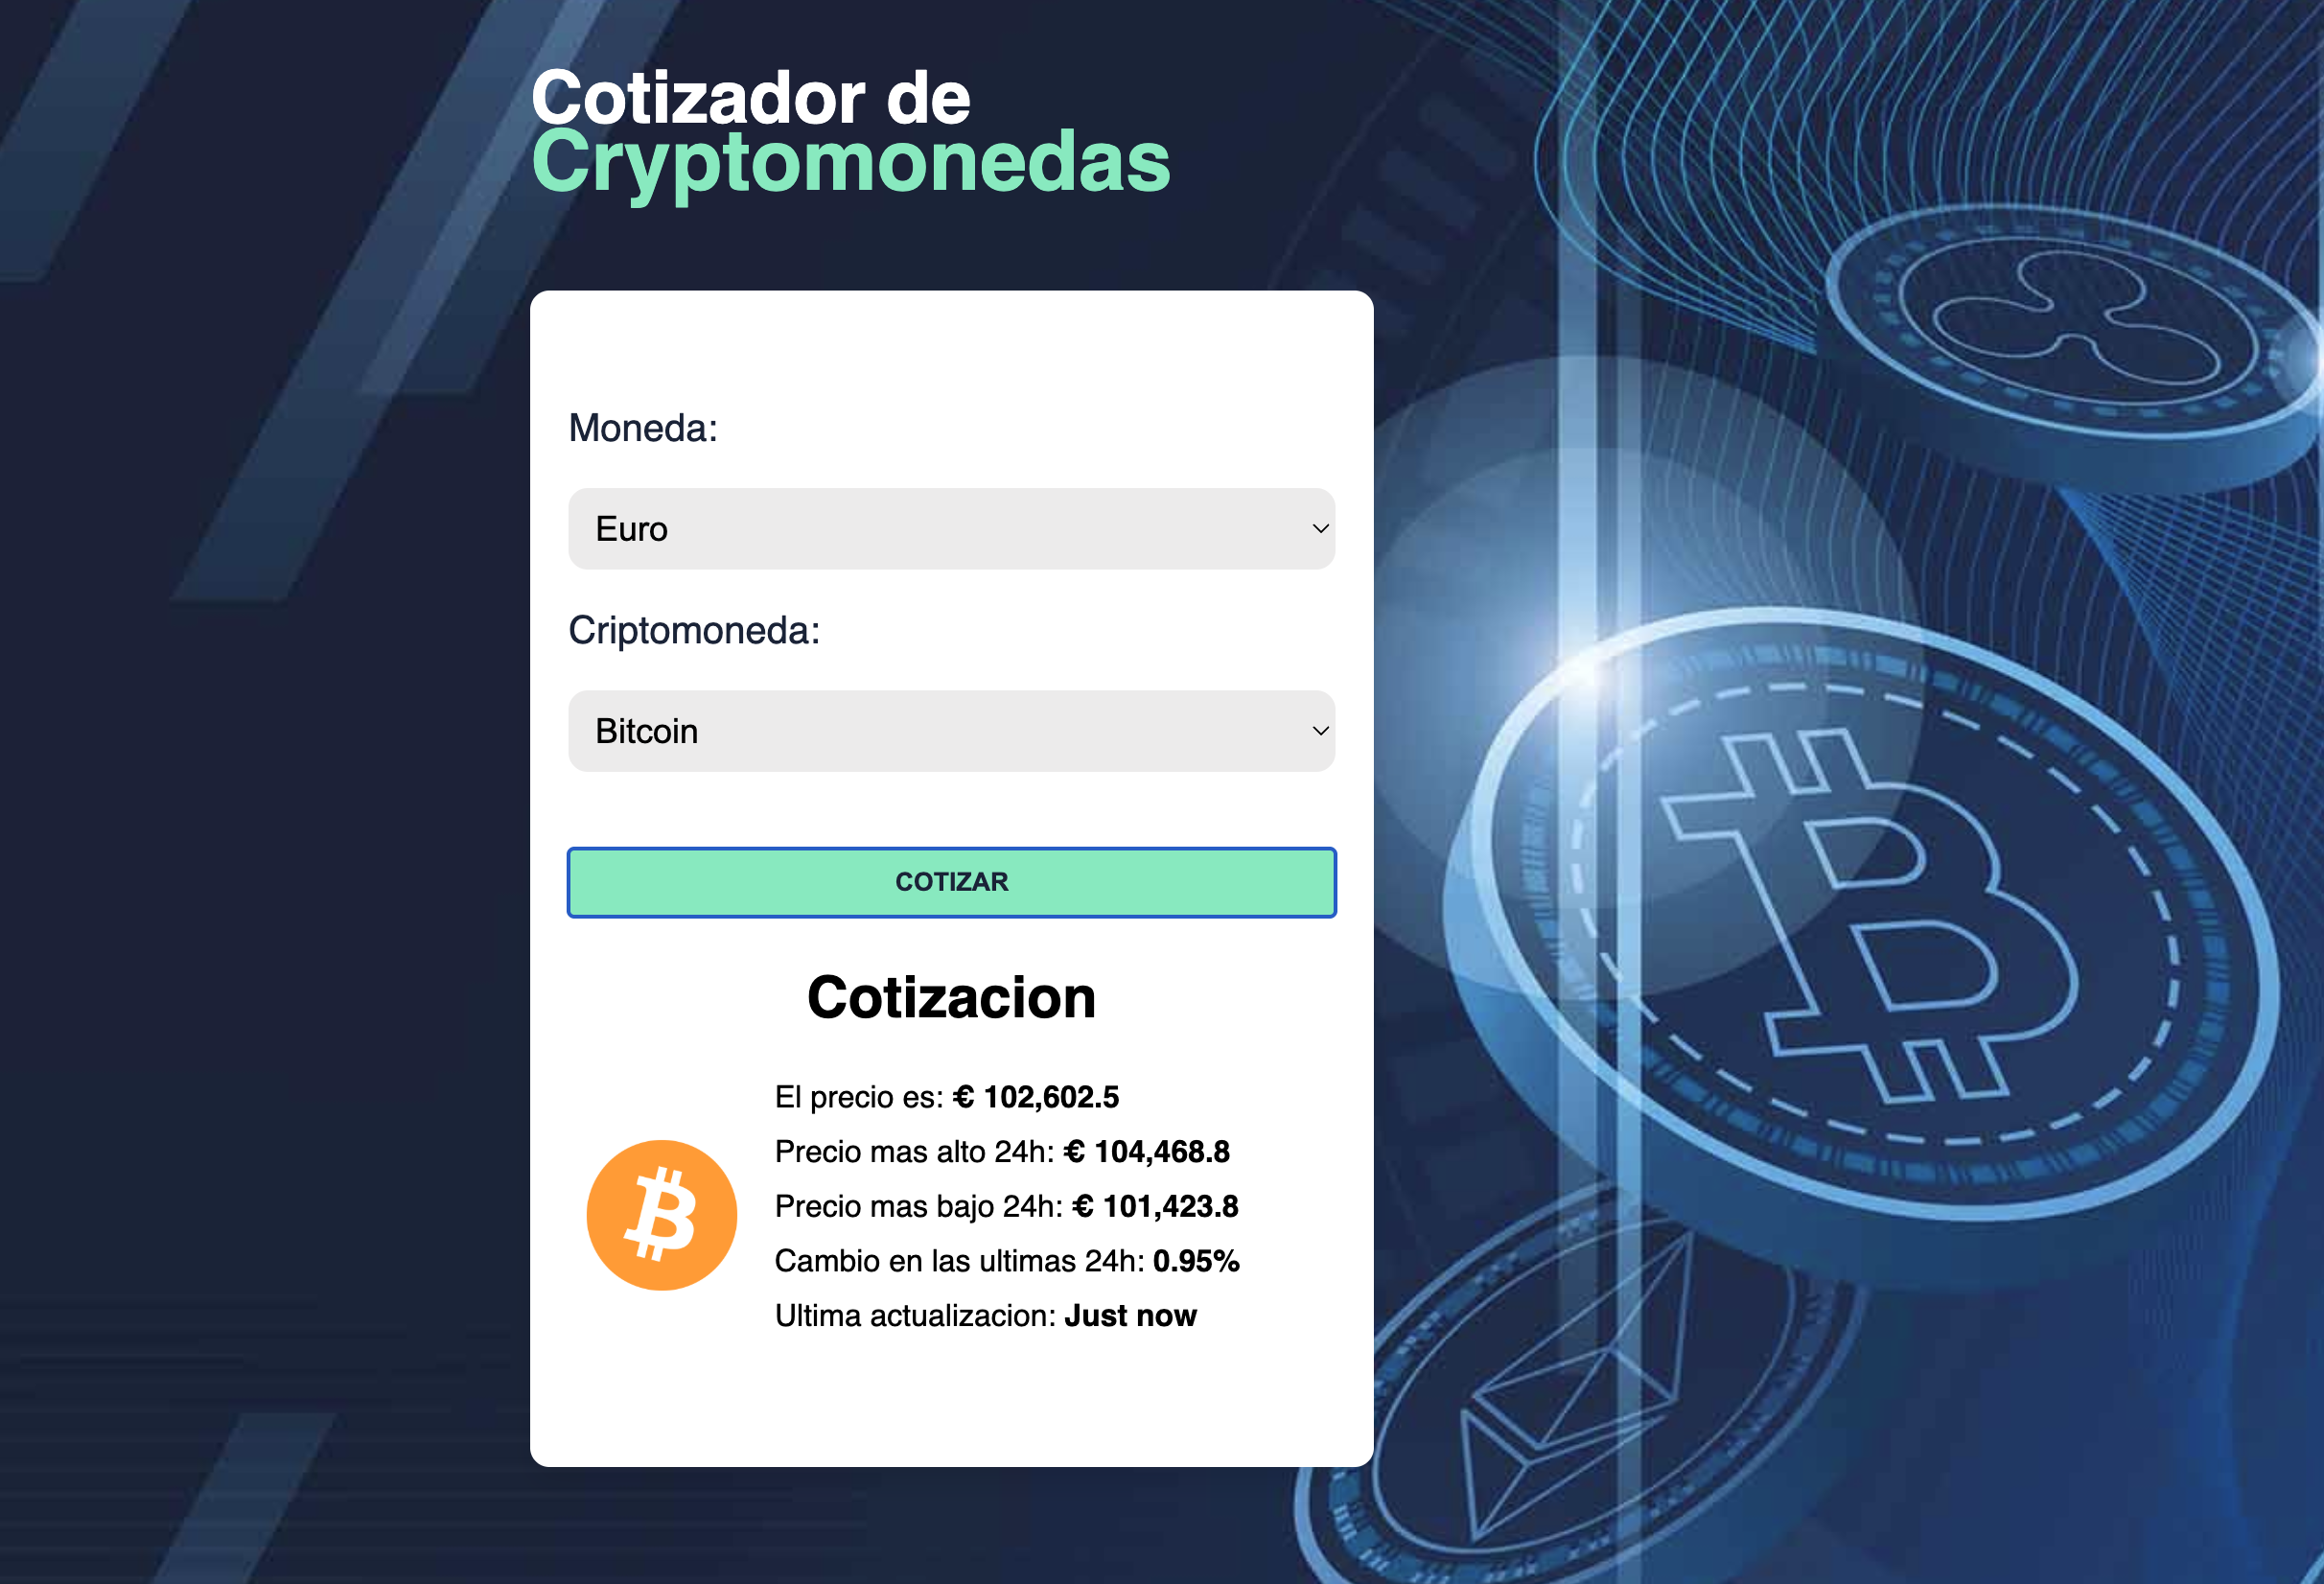 Cotizador de
Cryptomonedas
Moneda:
Euro
Criptomoneda:
Bitcoin
COTIZAR
Cotizacion
El precio es: € 102,602.5
Precio mas alto 24h: € 104,468.8
Precio mas bajo 24h: € 101,423.8
Cambio en las ultimas 24h: 0.95%
Ultima actualizacion: Just now